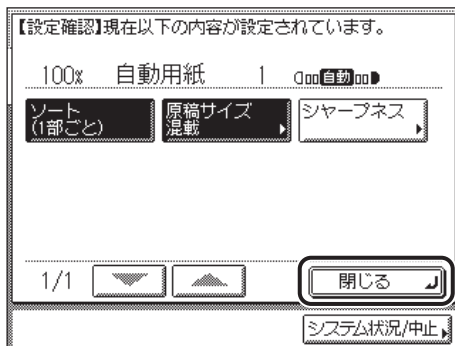 【設定確認】現在以下の内容が設定されています。
100% 自動用紙 1 自動
ソート
(1部ごと)
原稿サイズ
混載
シャープネス
1/1
閉じる
システム状況/中止